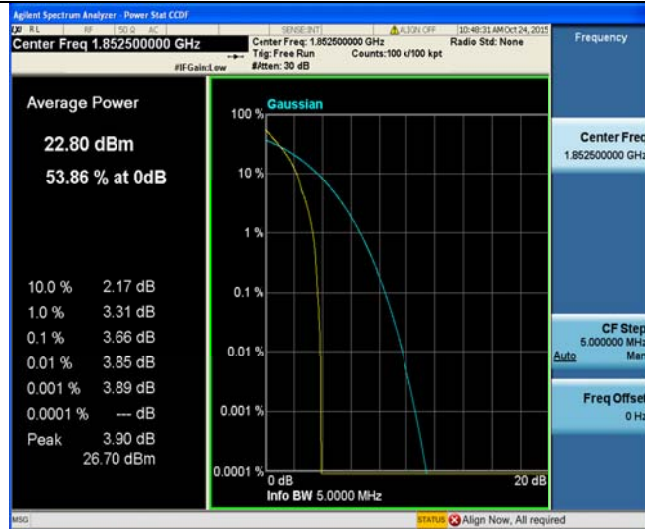 Agilent Spectrum Analyzer - Power Stat CCDF
RL RF 50 Ω AC SENSE:INT ALIGN OFF 10:48:31 AM Oct 24, 2015
Center Freq 1.852500000 GHz
Center Freq: 1.852500000 GHz
Radio Std: None
Trig: Free Run
Counts:100 k/100 kpt
#IFGain:Low
#Atten: 30 dB
Frequency
Average Power
22.80 dBm
53.86 % at 0dB
10.0 % 2.17 dB
1.0 % 3.31 dB
0.1 % 3.66 dB
0.01 % 3.85 dB
0.001 % 3.89 dB
0.0001 % --- dB
Peak 3.90 dB
26.70 dBm
Gaussian
100 %
10 %
1 %
0.1 %
0.01 %
0.001 %
0.0001 %
0 dB
20 dB
Info BW 5.0000 MHz
Center Freq
1.852500000 GHz
CF Step
5.000000 MHz
Auto Man
Freq Offset
0 Hz
MSG
STATUS
Align Now, All required